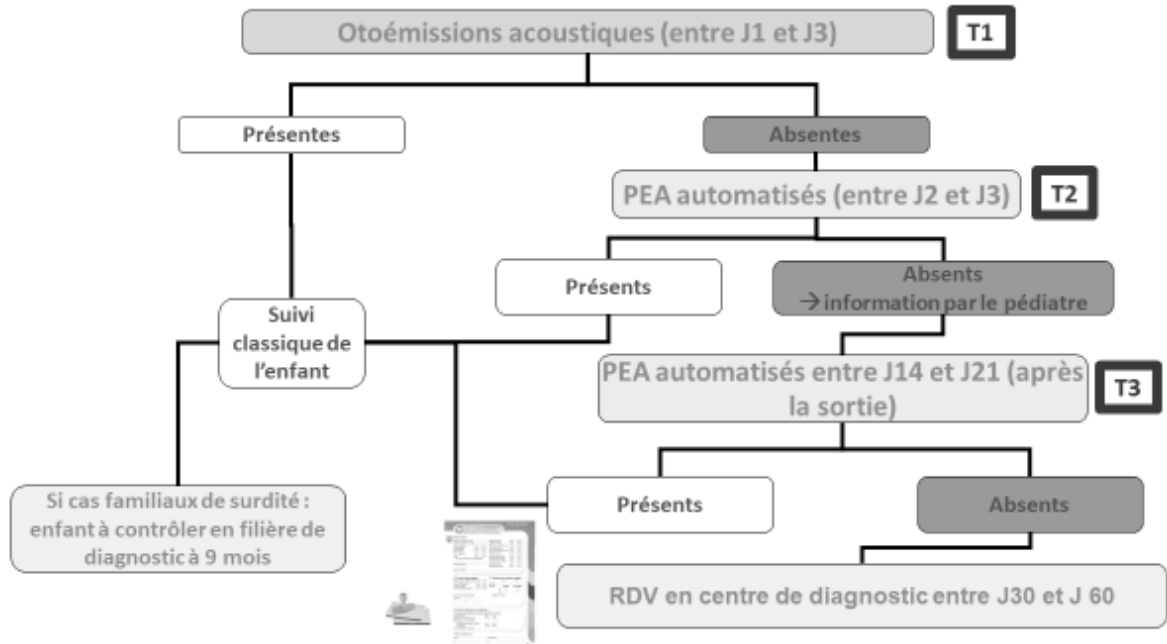 Otoémissions acoustiques (entre J1 et J3)
T1
Présentes
Absentes
PEA automatisés (entre J2 et J3)
T2
Présents
Absents
→information par le pédiatre
Suivi
classique de
l'enfant
PEA automatisés entre J14 et J21 (après
la sortie)
T3
Si cas familiaux de surdité :
enfant à contrôler en filière de
diagnostic à 9 mois
Présents
Absents
RDV en centre de diagnostic entre J30 et J 60